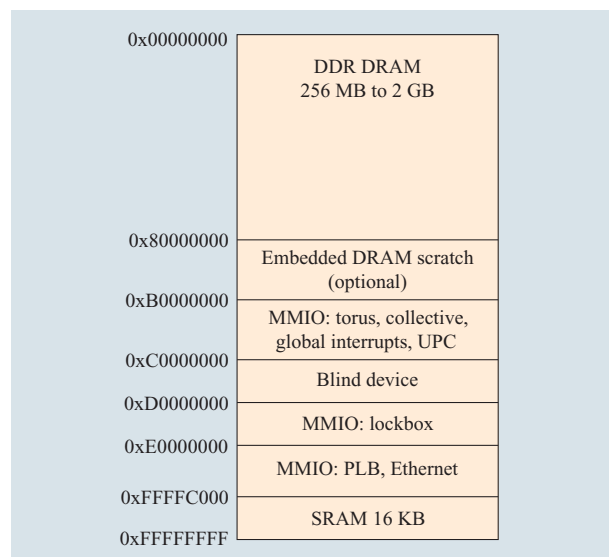 0x00000000
DDR DRAM
256 MB to 2 GB
0x80000000
Embedded DRAM scratch
(optional)
0xB0000000
MMIO: torus, collective,
global interrupts, UPC
0xC0000000
Blind device
0xD0000000
MMIO: lockbox
0xE0000000
MMIO: PLB, Ethernet
0xFFFFC000
SRAM 16 KB
0xFFFFFFFF